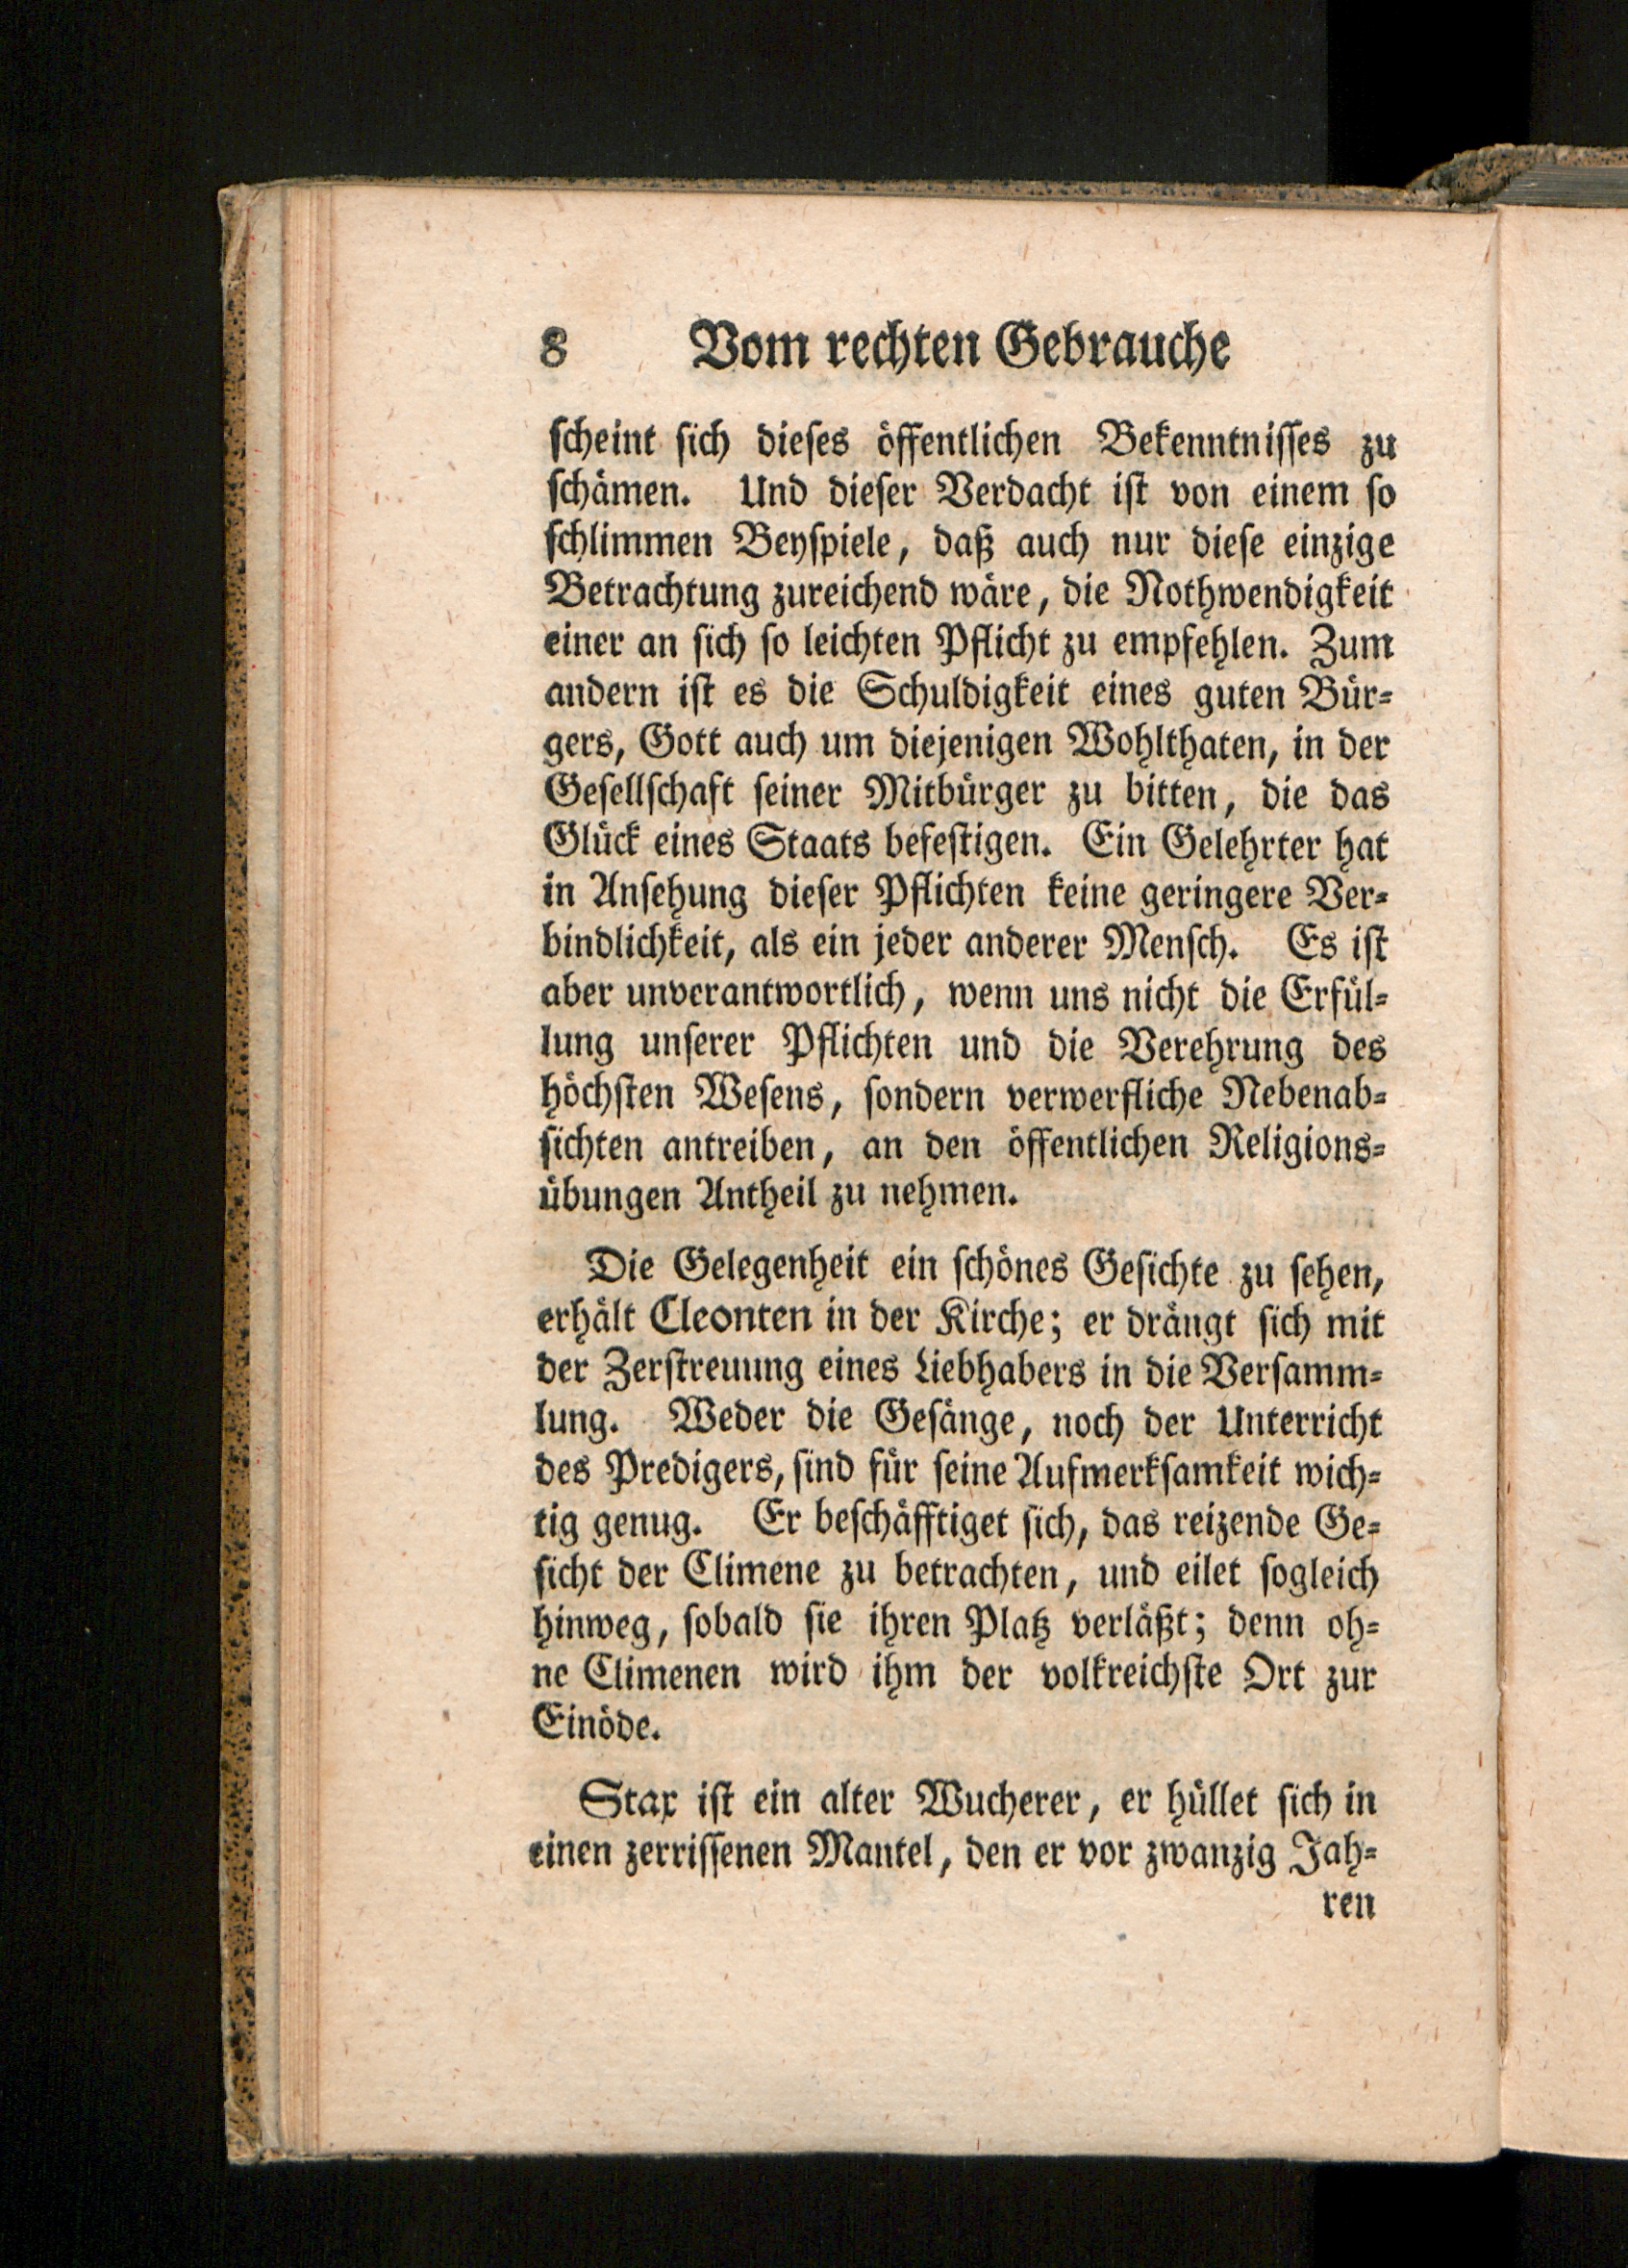 8 Vom rechten Gebrauche
ſcheint ſich dieſes öffentlichen Bekenntniſſes zu
ſchämen. Und dieſer Verdacht iſt von einem ſo
ſchlimmen Beyſpiele, daß auch nur dieſe einzige
Betrachtung zureichend wäre, die Nothwendigkeit
einer an ſich ſo leichten Pflicht zu empfehlen. Zum
andern iſt es die Schuldigkeit eines guten Bür-
gers, Gott auch um diejenigen Wohlthaten, in der
Geſellſchaft ſeiner Mitbürger zu bitten, die das
Glück eines Staats befeſtigen. Ein Gelehrter hat
in Anſehung dieſer Pflichten keine geringere Ver-
bindlichkeit, als ein jeder anderer Menſch. Es iſt
aber unverantwortlich, wenn uns nicht die Erfül-
lung unſerer Pflichten und die Verehrung des
höchſten Weſens, ſondern verwerfliche Nebenab-
ſichten antreiben, an den öffentlichen Religions-
übungen Antheil zu nehmen.
Die Gelegenheit ein ſchönes Geſichte zu ſehen,
erhält Cleonten in der Kirche; er drängt ſich mit
der Zerſtreuung eines Liebhabers in die Verſamm-
lung. Weder die Geſänge, noch der Unterricht
des Predigers, ſind für ſeine Aufmerkſamkeit wich-
tig genug. Er beſchäfftiget ſich, das reizende Ge-
ſicht der Climene zu betrachten, und eilet ſogleich
hinweg, ſobald ſie ihren Platz verläßt; denn oh-
ne Climenen wird ihm der volkreichſte Ort zur
Einöde.
Stax iſt ein alter Wucherer, er hüllet ſich in
einen zerriſſenen Mantel, den er vor zwanzig Jah-
ren